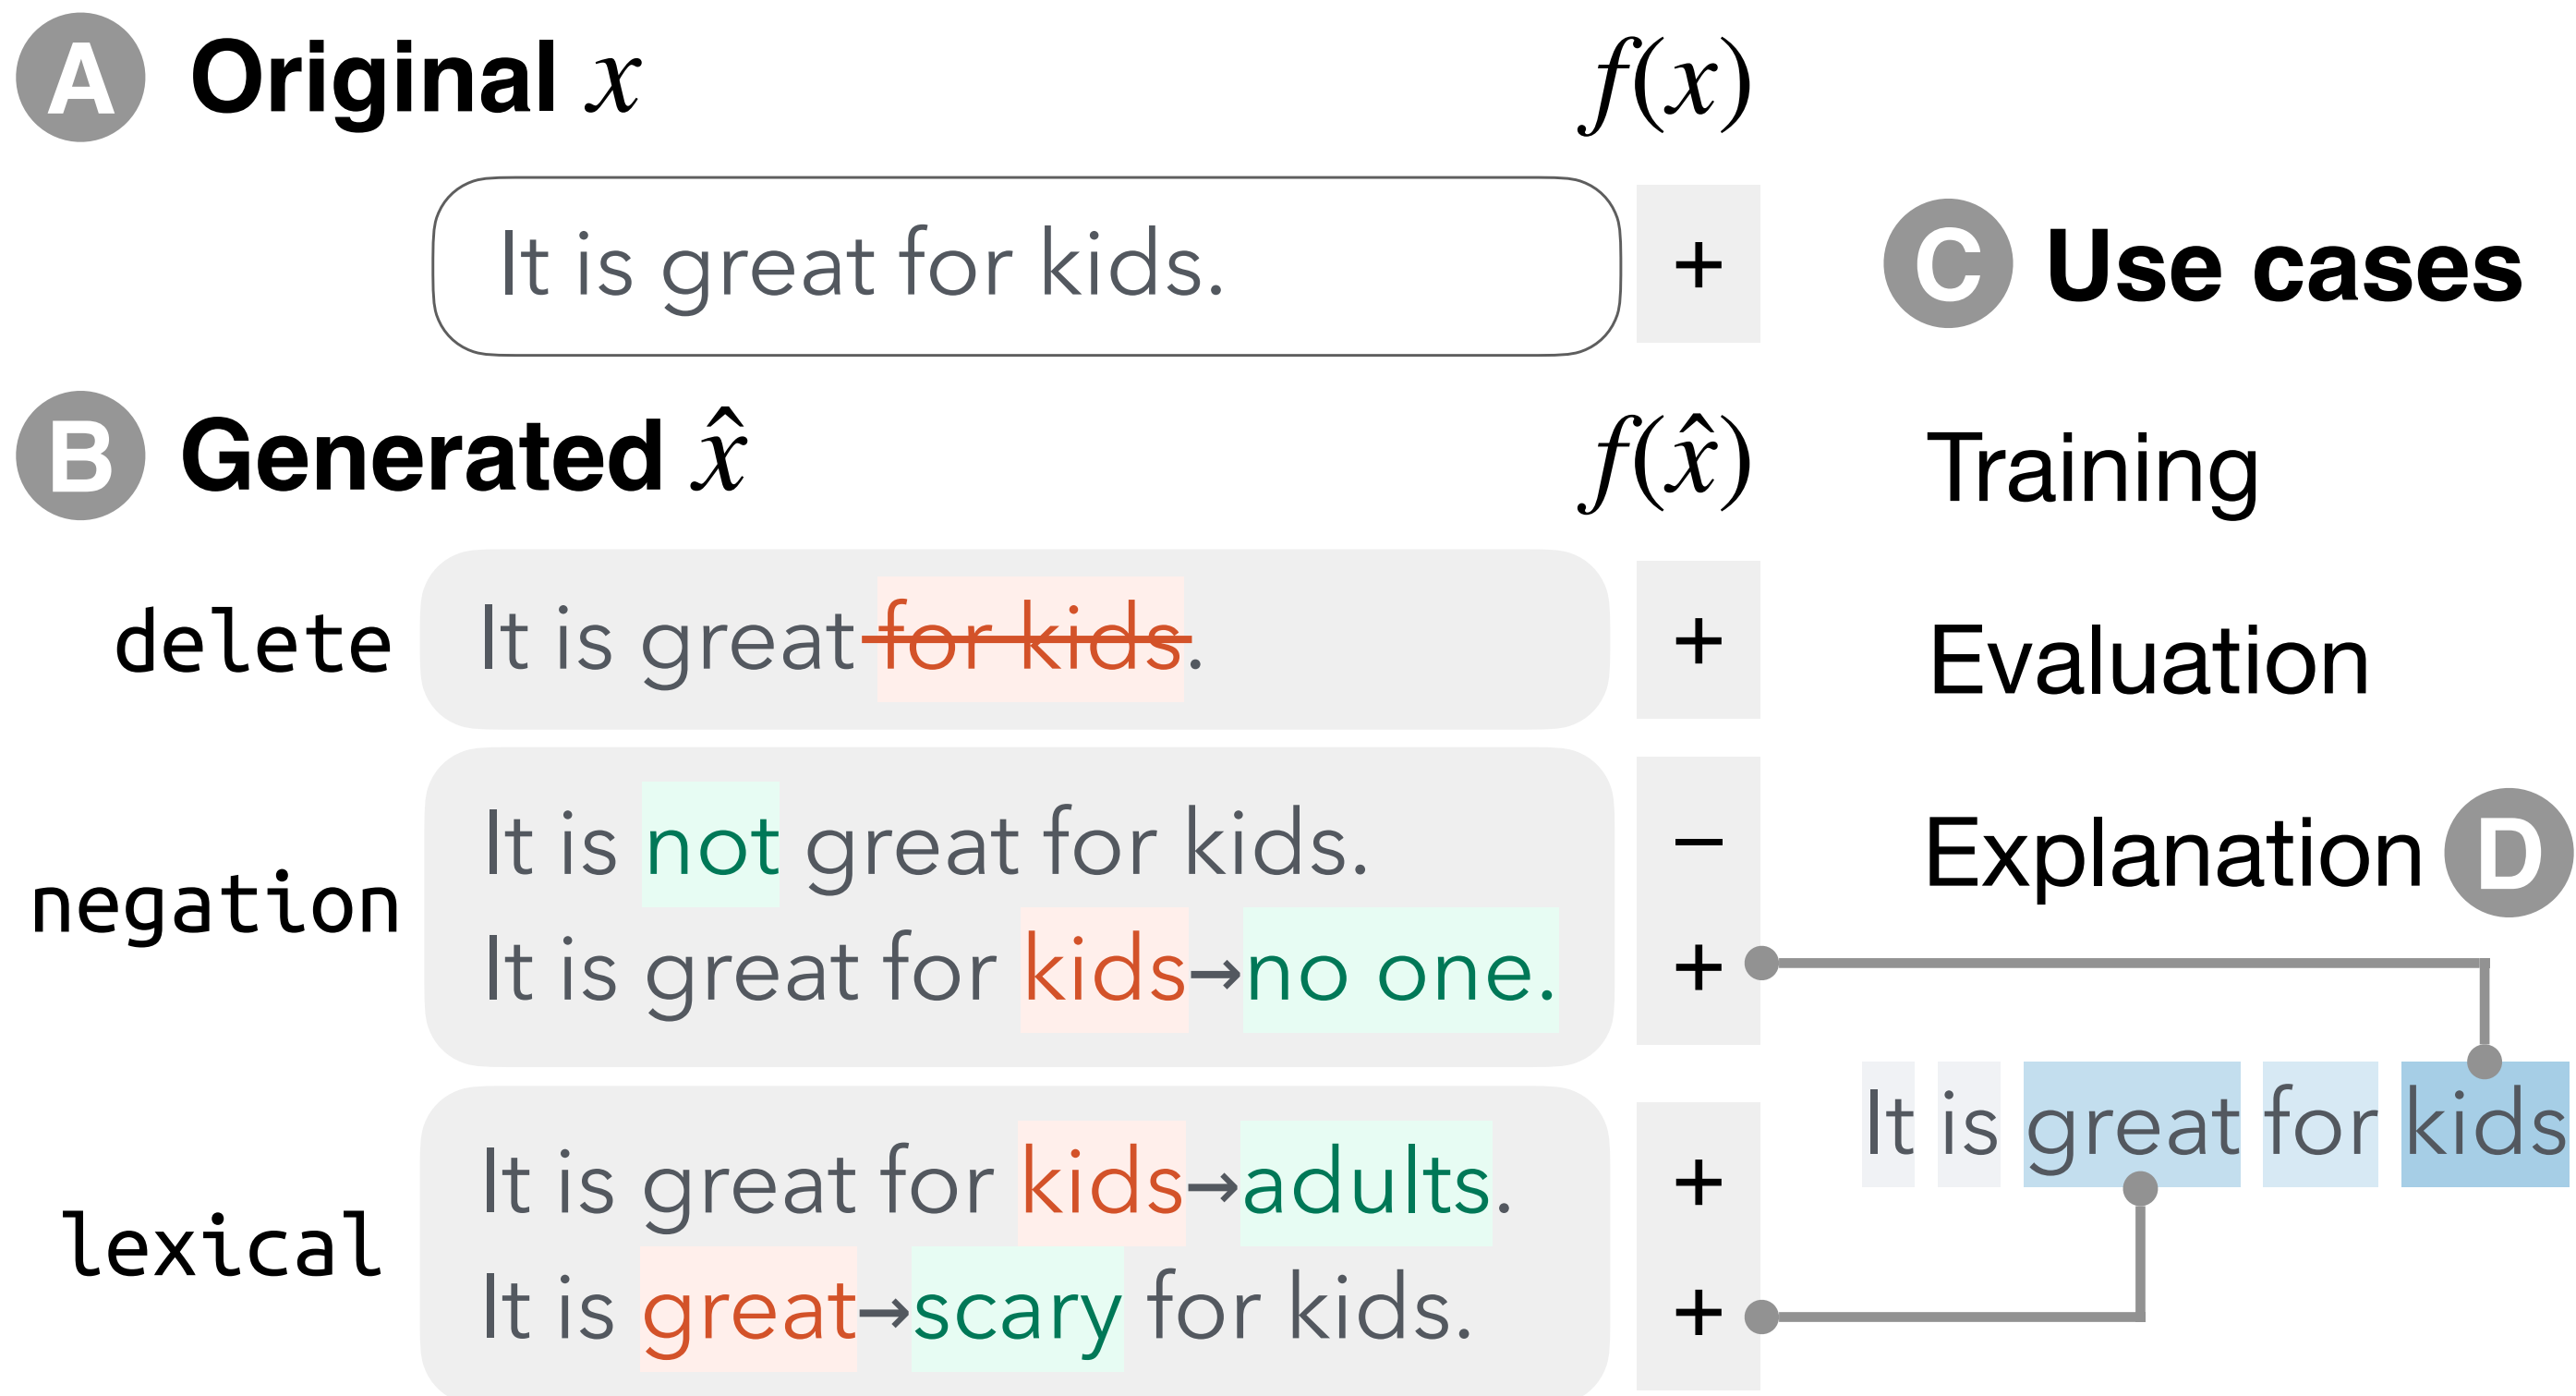 A Original x f(x)
It is great for kids. +
C Use cases
B Generated x̂ f(x̂)
Training
delete It is great for kids. +
Evaluation
negation
It is not great for kids. −
It is great for kids→no one. +
Explanation D
It is great for kids
lexical
It is great for kids→adults. +
It is great→scary for kids. +